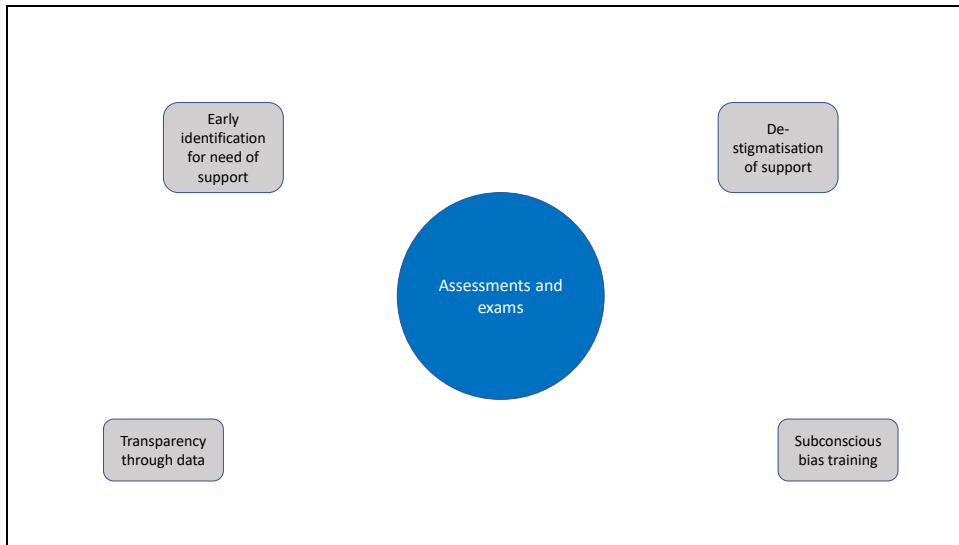 Early
identification
for need of
support
De-
stigmatisation
of support
Assessments and
exams
Transparency
through data
Subconscious
bias training